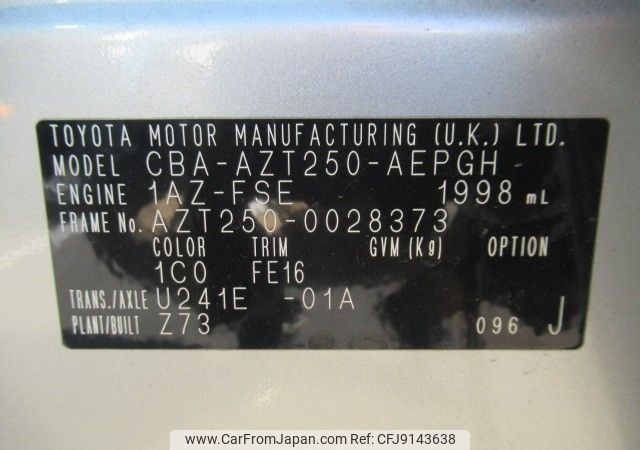 TOYOTA MOTOR MANUFACTURING (U.K.) LTD.
MODEL CBA-AZT250-AEPGH
ENGINE 1AZ-FSE 1998 mL
FRAME No. AZT250-0028373
COLOR TRIM GVM (Kg) OPTION
1C0 FE16
TRANS./AXLE U241E -01A
PLANT/BUILT Z73 096 J
www.CarFromJapan.com | Ref:CFJ9143638